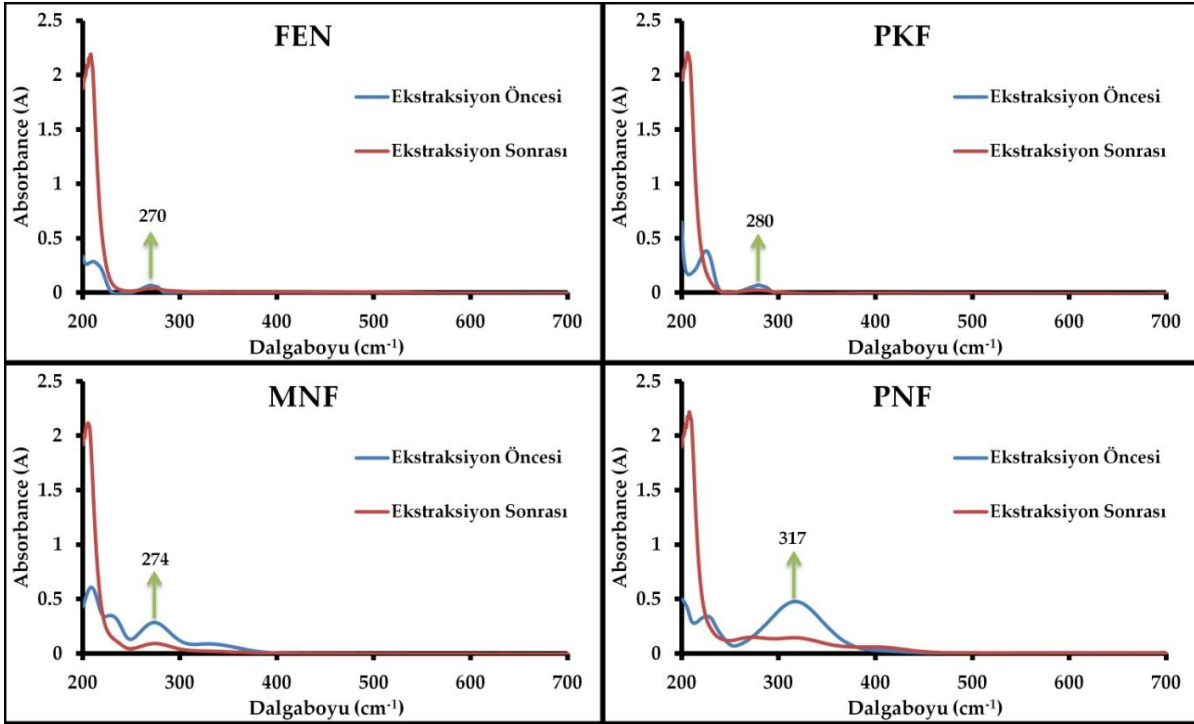 FEN
2.5
2
1.5
1
0.5
0
Absorbance (A)
Ekstraksiyon Öncesi
Ekstraksiyon Sonrası
270
200 300 400 500 600 700
Dalgaboyu (cm⁻¹)
PKF
2.5
2
1.5
1
0.5
0
Absorbance (A)
Ekstraksiyon Öncesi
Ekstraksiyon Sonrası
280
200 300 400 500 600 700
Dalgaboyu (cm⁻¹)
MNF
2.5
2
1.5
1
0.5
0
Absorbance (A)
Ekstraksiyon Öncesi
Ekstraksiyon Sonrası
274
200 300 400 500 600 700
Dalgaboyu (cm⁻¹)
PNF
2.5
2
1.5
1
0.5
0
Absorbance (A)
Ekstraksiyon Öncesi
Ekstraksiyon Sonrası
317
200 300 400 500 600 700
Dalgaboyu (cm⁻¹)